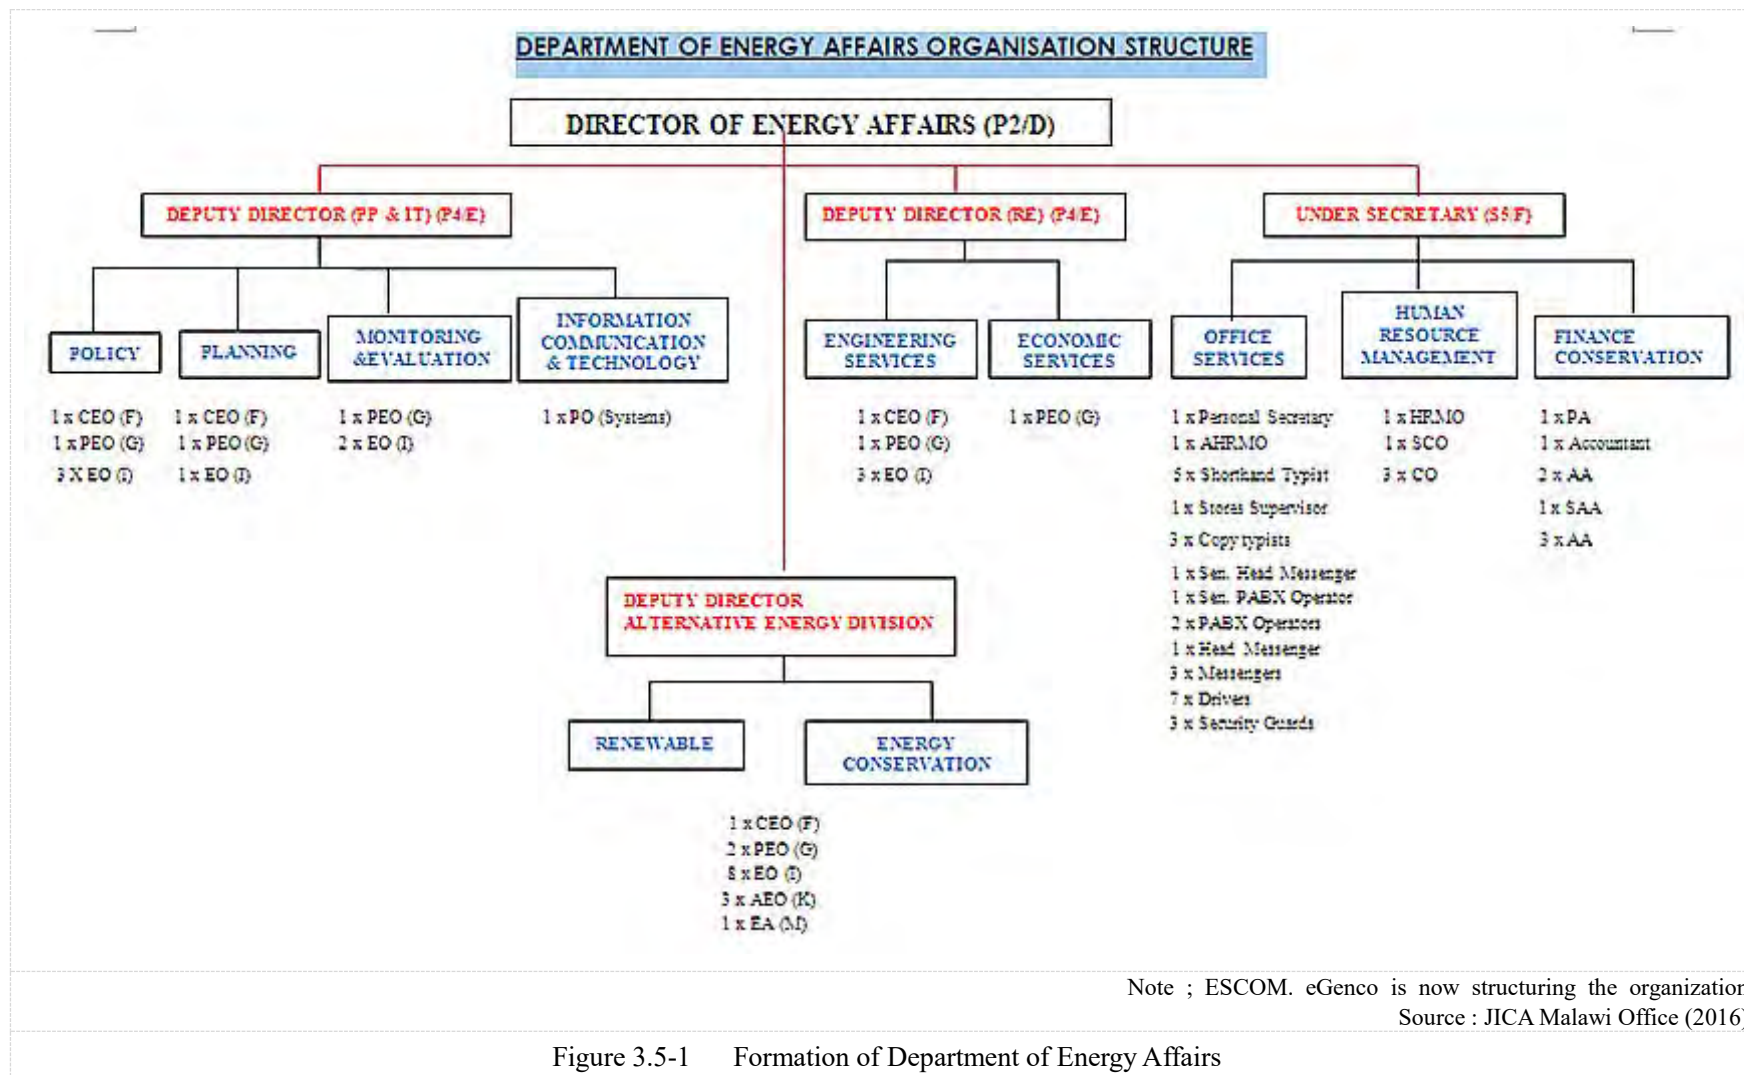 DEPARTMENT OF ENERGY AFFAIRS ORGANISATION STRUCTURE
DIRECTOR OF ENERGY AFFAIRS (P2/D)
DEPUTY DIRECTOR (PP & IT) (P4/E)
DEPUTY DIRECTOR (RE) (P4/E)
UNDER SECRETARY (S5/F)
POLICY
1 x CEO (F)
1 x PEO (G)
3 X EO (I)
PLANNING
1 x CEO (F)
1 x PEO (G)
1 x EO (I)
MONITORING
&EVALUATION
1 x PEO (G)
2 x EO (I)
INFORMATION
COMMUNICATION
& TECHNOLOGY
1 x PO (Systems)
ENGINEERING
SERVICES
1 x CEO (F)
1 x PEO (G)
3 x EO (I)
ECONOMIC
SERVICES
1 x PEO (G)
OFFICE
SERVICES
1 x Personal Secretary
1 x AHRMO
5 x Shorthand Typist
1 x Stores Supervisor
3 x Copy typists
1 x Sen. Head Messenger
1 x Sen. PABX Operator
2 x PABX Operators
1 x Head Messenger
3 x Messengers
7 x Drivers
3 x Security Guards
HUMAN
RESOURCE
MANAGEMENT
1 x HRMO
1 x SCO
3 x CO
FINANCE
CONSERVATION
1 x PA
1 x Accountant
2 x AA
1 x SAA
3 x AA
DEPUTY DIRECTOR
ALTERNATIVE ENERGY DIVISION
RENEWABLE
ENERGY
CONSERVATION
1 x CEO (F)
2 x PEO (G)
8 x EO (I)
3 x AEO (K)
1 x EA (M)
Note ; ESCOM. eGenco is now structuring the organization
Source : JICA Malawi Office (2016)
Figure 3.5-1 Formation of Department of Energy Affairs